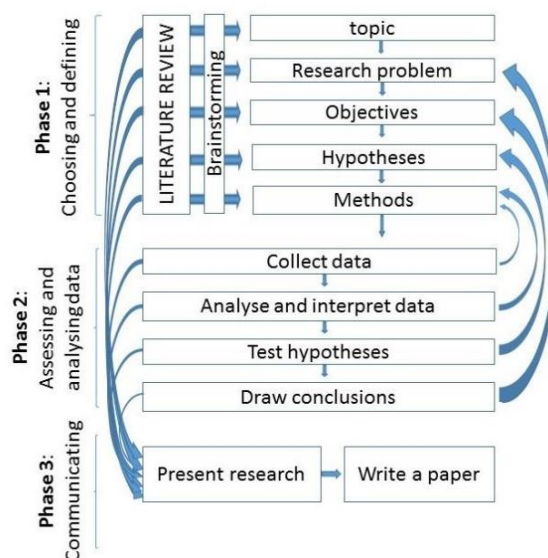 Phase 1:
Choosing and defining
LITERATURE REVIEW
Brainstorming
topic
Research problem
Objectives
Hypotheses
Methods
Phase 2:
Assessing and
analysing data
Collect data
Analyse and interpret data
Test hypotheses
Draw conclusions
Phase 3:
Communicating
Present research
Write a paper